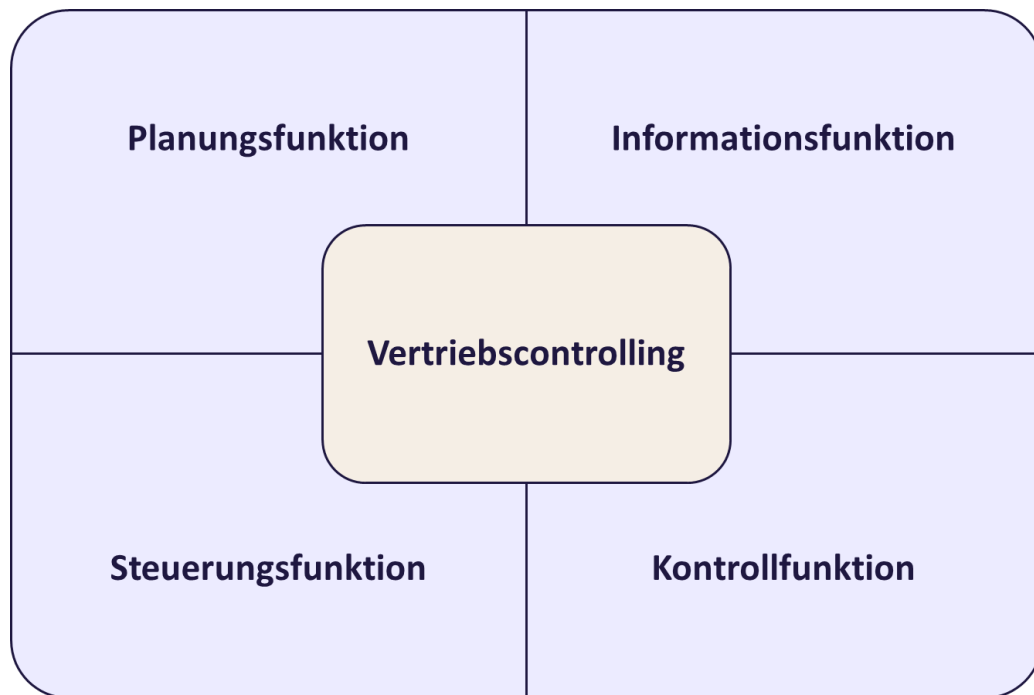 Planungsfunktion
Informationsfunktion
Vertriebscontrolling
Steuerungsfunktion
Kontrollfunktion